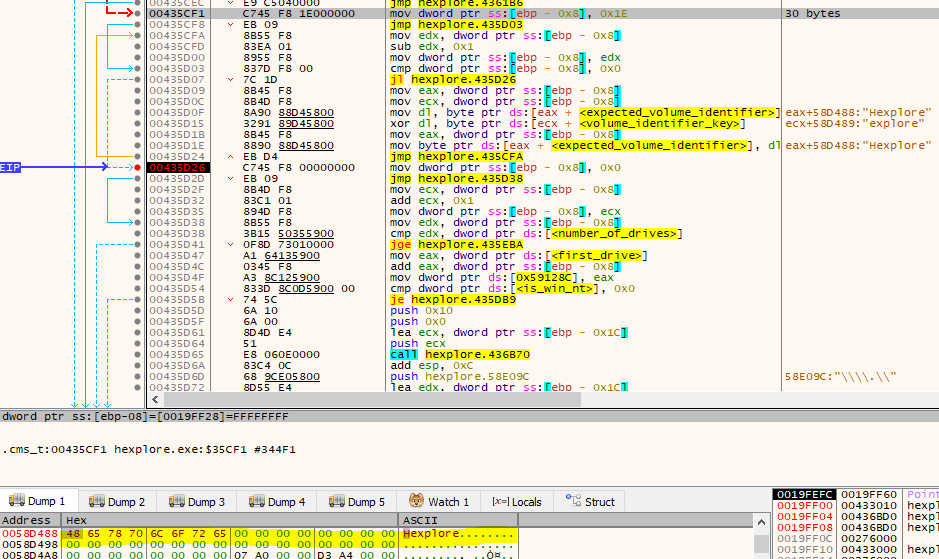 00435CEC E9 C5040000 jmp hexplore.4361B6
00435CF1 C745 F8 1E000000 mov dword ptr ss:[ebp - 0x8], 0x1E 30 bytes
00435CF8 EB 09 jmp hexplore.435D03
00435CFA 8B55 F8 mov edx, dword ptr ss:[ebp - 0x8]
00435CFD 83EA 01 sub edx, 0x1
00435D00 8955 F8 mov dword ptr ss:[ebp - 0x8], edx
00435D03 837D F8 00 cmp dword ptr ss:[ebp - 0x8], 0x0
00435D07 7C 1D jl hexplore.435D26
00435D09 8B45 F8 mov eax, dword ptr ss:[ebp - 0x8]
00435D0C 8B4D F8 mov ecx, dword ptr ss:[ebp - 0x8]
00435D0F 8A90 88D45800 mov dl, byte ptr ds:[eax + <expected_volume_identifier>] eax+58D488:"Hexplore"
00435D15 3291 89D45800 xor dl, byte ptr ds:[ecx + <volume_identifier_key>] ecx+58D489:"explore"
00435D1B 8B45 F8 mov eax, dword ptr ss:[ebp - 0x8]
00435D1E 8890 88D45800 mov byte ptr ds:[eax + <expected_volume_identifier>], dl eax+58D488:"Hexplore"
00435D24 EB D4 jmp hexplore.435CFA
EIP 00435D26 C745 F8 00000000 mov dword ptr ss:[ebp - 0x8], 0x0
00435D2D EB 09 jmp hexplore.435D38
00435D2F 8B4D F8 mov ecx, dword ptr ss:[ebp - 0x8]
00435D32 83C1 01 add ecx, 0x1
00435D35 894D F8 mov dword ptr ss:[ebp - 0x8], ecx
00435D38 8B55 F8 mov edx, dword ptr ss:[ebp - 0x8]
00435D3B 3B15 50355900 cmp edx, dword ptr ds:[<number_of_drives>]
00435D41 0F8D 73010000 jge hexplore.435EBA
00435D47 A1 64135900 mov eax, dword ptr ds:[<first_drive>]
00435D4C 0345 F8 add eax, dword ptr ss:[ebp - 0x8]
00435D4F A3 8C125900 mov dword ptr ds:[0x59128C], eax
00435D54 833D 8C0D5900 00 cmp dword ptr ds:[<is_win_nt>], 0x0
00435D5B 74 5C je hexplore.435DB9
00435D5D 6A 10 push 0x10
00435D5F 6A 00 push 0x0
00435D61 8D4D E4 lea ecx, dword ptr ss:[ebp - 0x1C]
00435D64 51 push ecx
00435D65 E8 060E0000 call hexplore.436B70
00435D6A 83C4 0C add esp, 0xC
00435D6D 68 9CE05800 push hexplore.58E09C 58E09C:"\\\\.\\"
00435D72 8D55 E4 lea edx, dword ptr ss:[ebp - 0x1C]
dword ptr ss:[ebp-08]=[0019FF28]=FFFFFFFF
.cms_t:00435CF1 hexplore.exe:$35CF1 #344F1
Dump 1 Dump 2 Dump 3 Dump 4 Dump 5 Watch 1 [x=] Locals Struct
Address Hex ASCII
0058D488 48 65 78 70 6C 6F 72 65 00 00 00 00 00 00 00 00 Hexplore........
0058D498 00 00 00 00 00 00 00 00 00 00 00 00 00 00 00 00 ................
0058D4A8 00 00 00 00 07 A0 00 00 00 00 D3 A4 00 00 00 00
0019FEFC 0019FF60 Point
0019FF00 00433010 hexpl
0019FF04 00436BD0 hexpl
0019FF08 00436BD0 hexpl
0019FF0C 00276000
0019FF10 00433010 hexpl
00276000